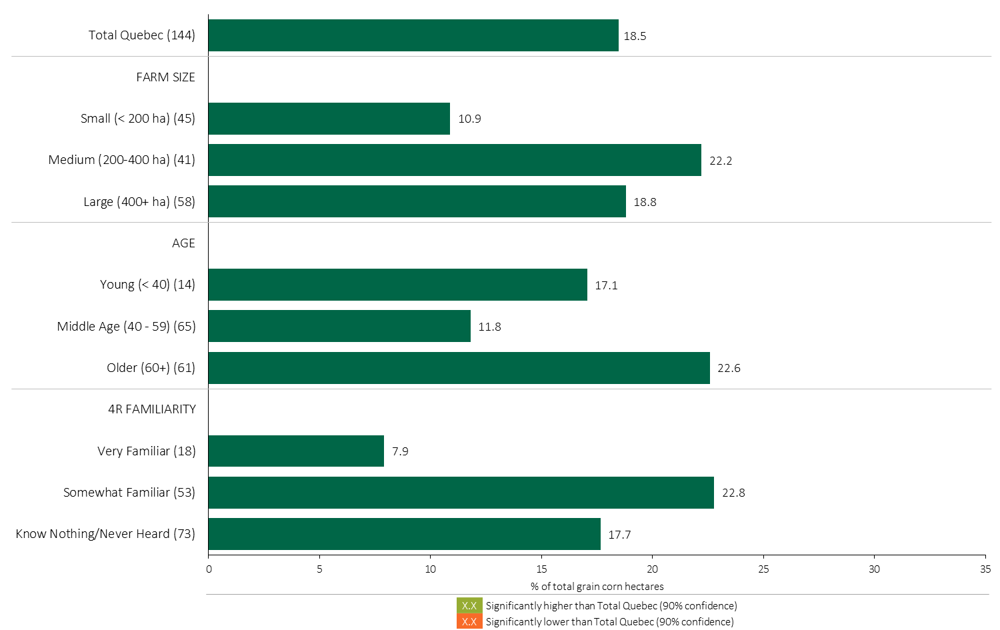 Total Quebec (144) 18.5
FARM SIZE
Small (< 200 ha) (45) 10.9
Medium (200-400 ha) (41) 22.2
Large (400+ ha) (58) 18.8
AGE
Young (< 40) (14) 17.1
Middle Age (40 - 59) (65) 11.8
Older (60+) (61) 22.6
4R FAMILIARITY
Very Familiar (18) 7.9
Somewhat Familiar (53) 22.8
Know Nothing/Never Heard (73) 17.7
0 5 10 15 20 25 30 35
% of total grain corn hectares
X.X Significantly higher than Total Quebec (90% confidence)
X.X Significantly lower than Total Quebec (90% confidence)